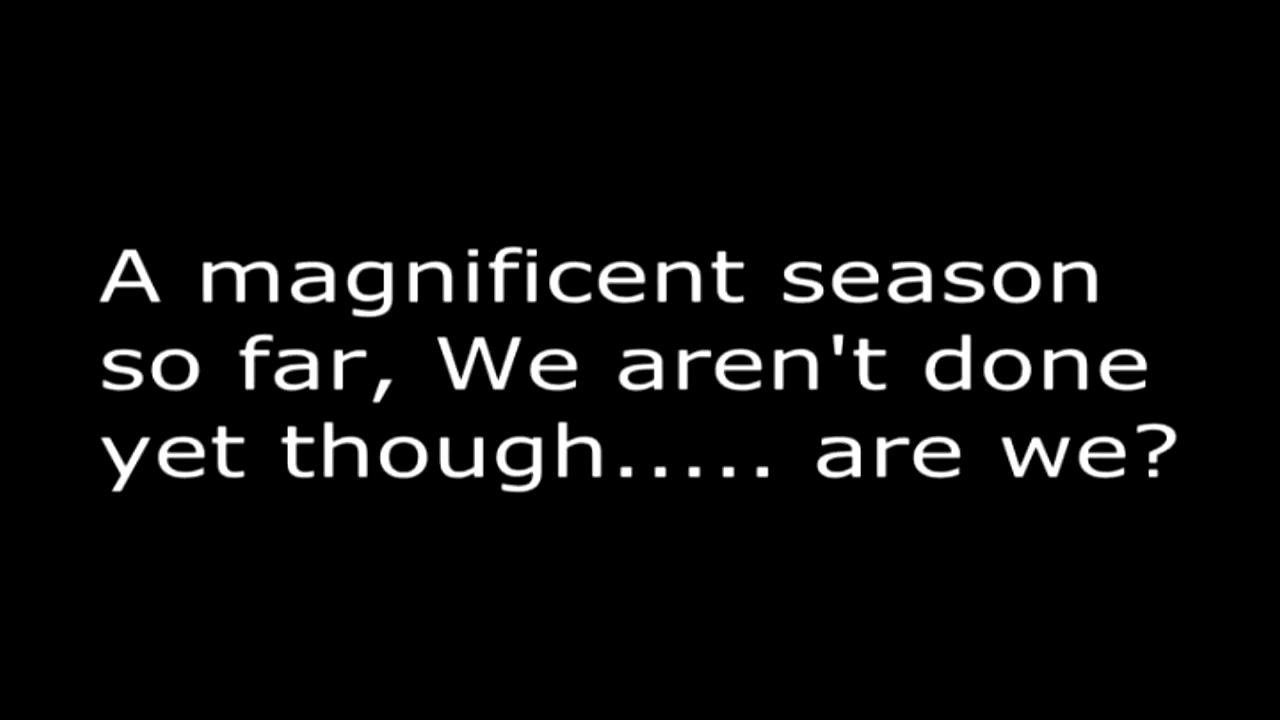 A magnificent season
so far, We aren't done
yet though..... are we?